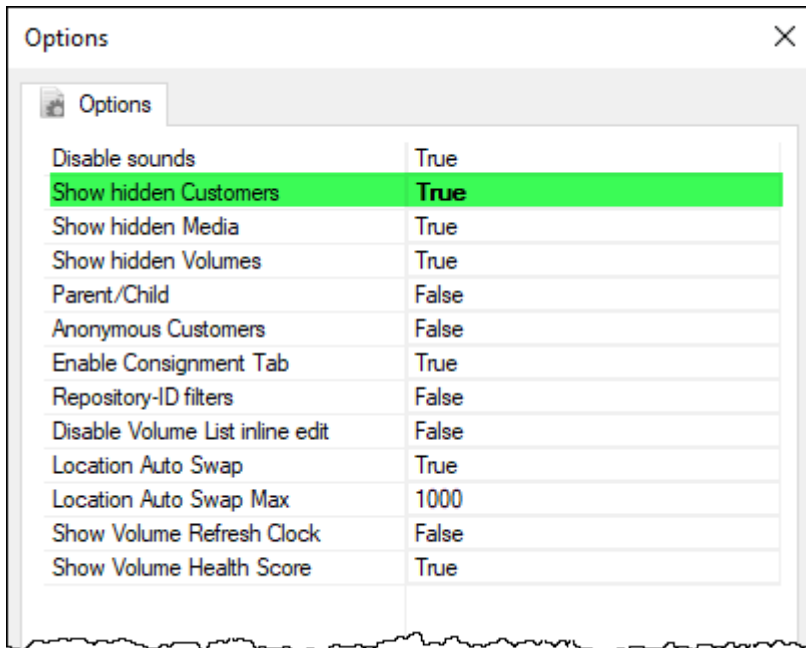 Options
Options
Disable sounds True
Show hidden Customers True
Show hidden Media True
Show hidden Volumes True
Parent/Child False
Anonymous Customers False
Enable Consignment Tab True
Repository-ID filters False
Disable Volume List inline edit False
Location Auto Swap True
Location Auto Swap Max 1000
Show Volume Refresh Clock False
Show Volume Health Score True